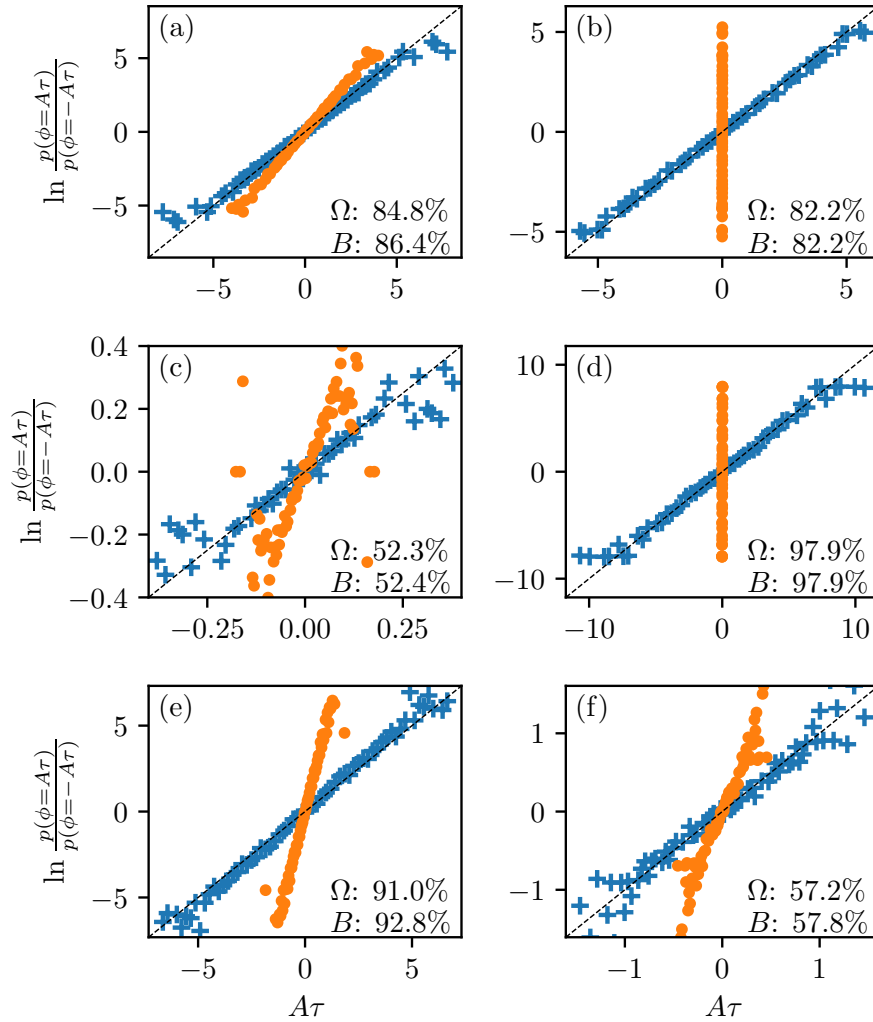 (a)
ln p(ϕ=Aτ)/p(ϕ=−Aτ)
5
0
−5
Ω: 84.8%
B: 86.4%
−5 0 5
(b)
5
0
−5
Ω: 82.2%
B: 82.2%
−5 0 5
(c)
ln p(ϕ=Aτ)/p(ϕ=−Aτ)
0.4
0.2
0.0
−0.2
−0.4
Ω: 52.3%
B: 52.4%
−0.25 0.00 0.25
(d)
10
0
−10
Ω: 97.9%
B: 97.9%
−10 0 10
(e)
ln p(ϕ=Aτ)/p(ϕ=−Aτ)
5
0
−5
Ω: 91.0%
B: 92.8%
−5 0 5
Aτ
(f)
1
0
−1
Ω: 57.2%
B: 57.8%
−1 0 1
Aτ